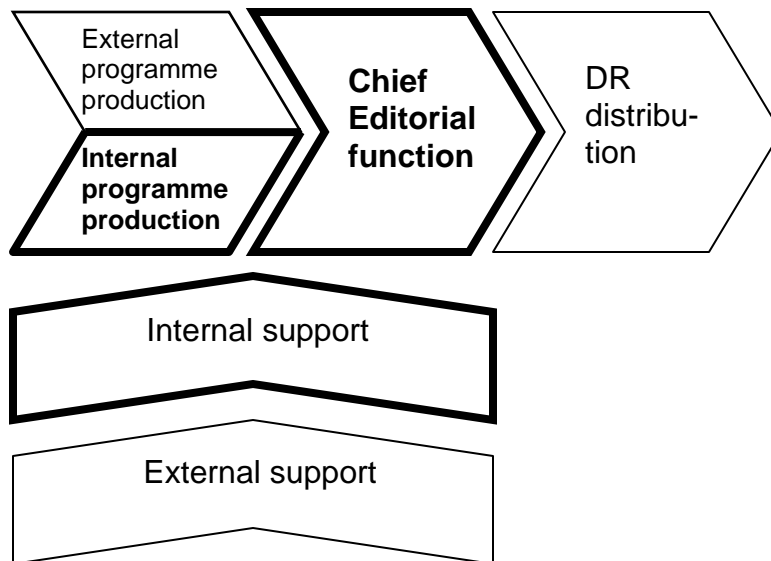 External
programme
production
Internal
programme
production
Chief
Editorial
function
DR
distribu-
tion
Internal support
External support